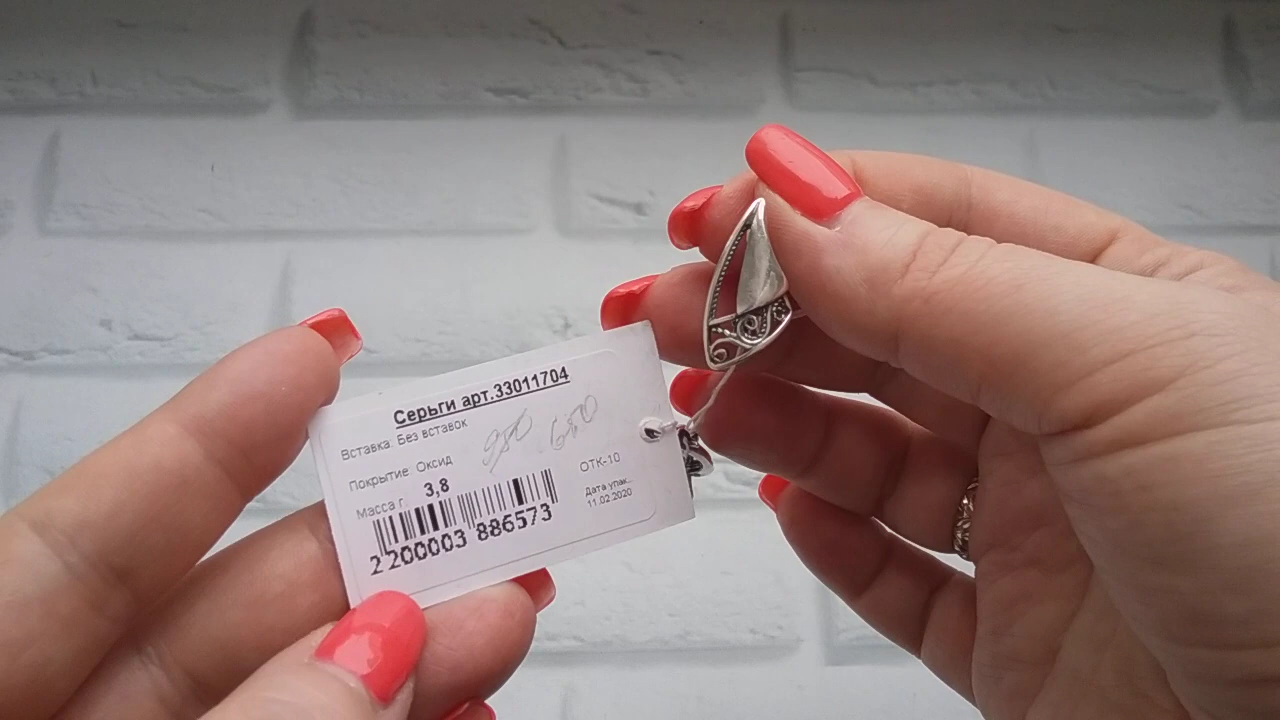 Серьги арт.33011704
Вставка. Без вставок
Покрытие Оксид
Масса г. 3,8
ОТК-10
Дата упак...
11.02.2020
2 200003 886573